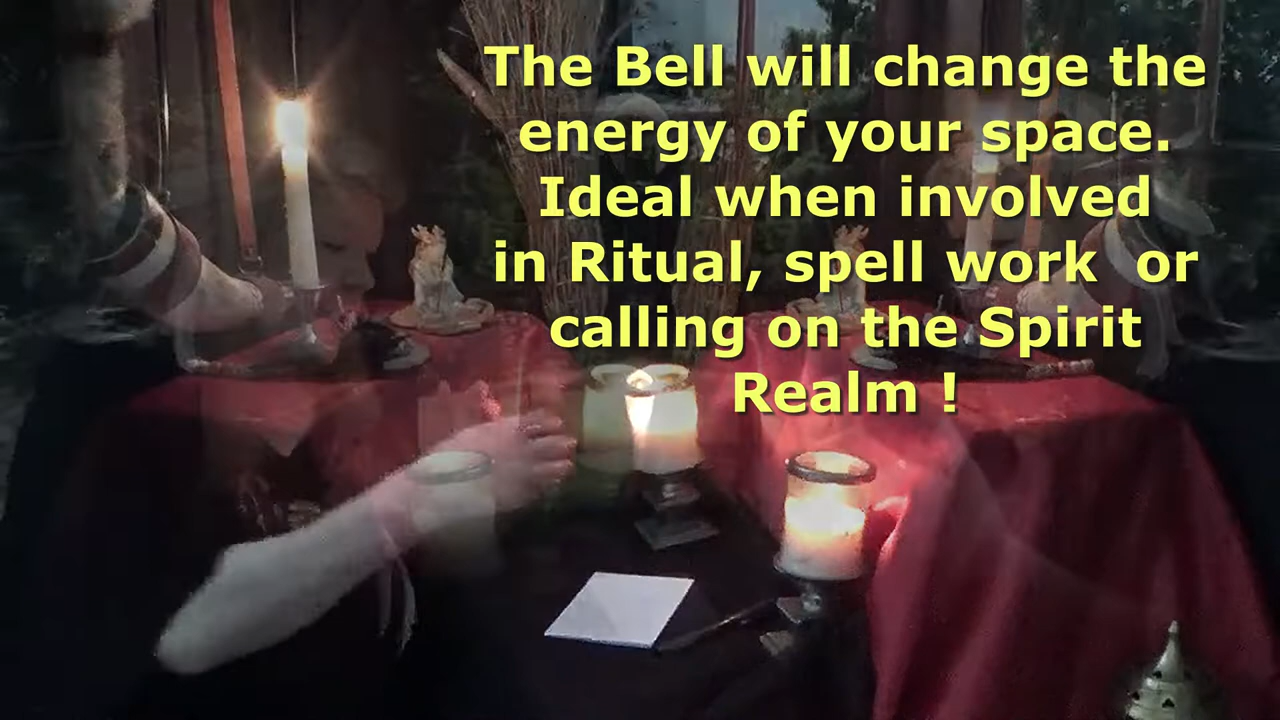 The Bell will change the
energy of your space.
Ideal when involved
in Ritual, spell work  or
calling on the Spirit
Realm !